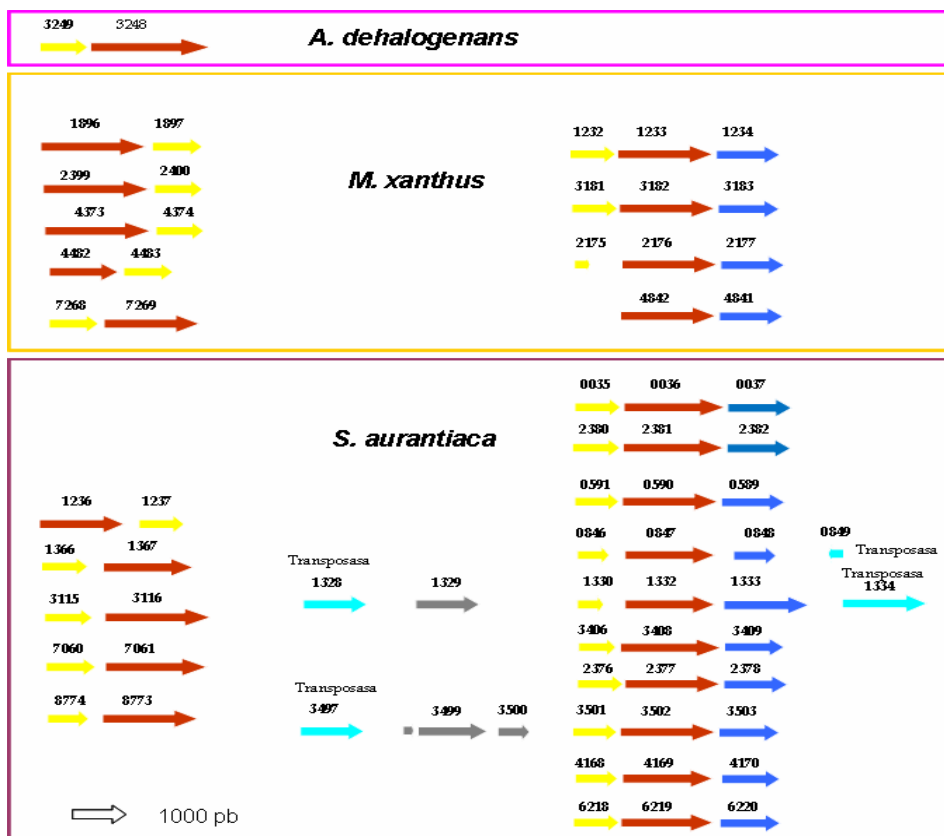 3249 3248
A. dehalogenans
1896 1897
2399 2400
4373 4374
4482 4483
7268 7269
M. xanthus
1232 1233 1234
3181 3182 3183
2175 2176 2177
4842 4841
S. aurantiaca
1236 1237
1366 1367
3115 3116
7060 7061
8774 8773
Transposasa
1328 1329
Transposasa
3497 3499 3500
0035 0036 0037
2380 2381 2382
0591 0590 0589
0846 0847 0848 0849
Transposasa
Transposasa
1330 1332 1333 1334
3406 3408 3409
2376 2377 2378
3501 3502 3503
4168 4169 4170
6218 6219 6220
1000 pb